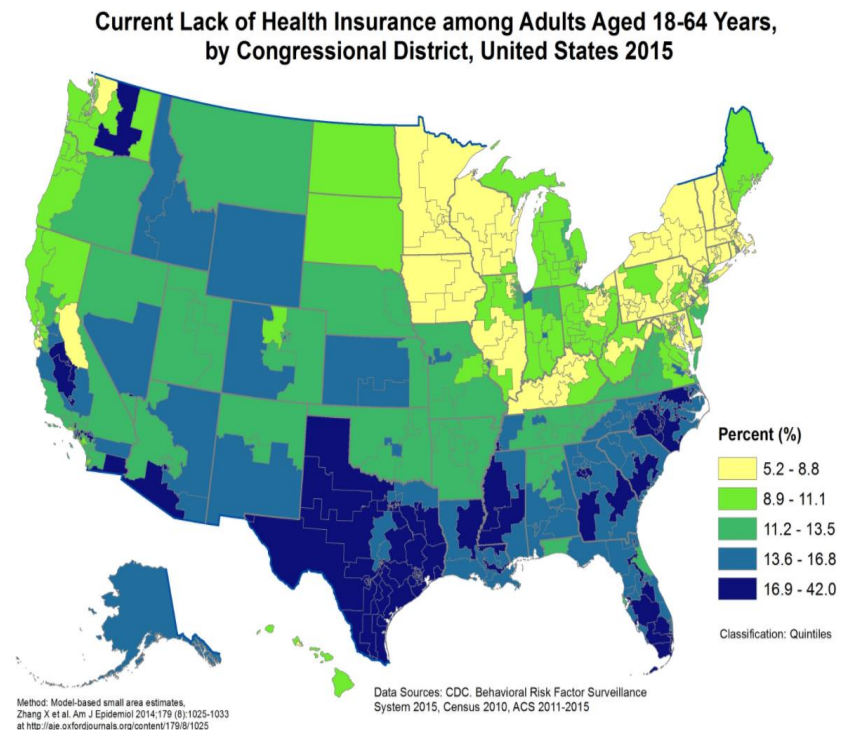 Current Lack of Health Insurance among Adults Aged 18-64 Years,
by Congressional District, United States 2015
Percent (%)
5.2 - 8.8
8.9 - 11.1
11.2 - 13.5
13.6 - 16.8
16.9 - 42.0
Classification: Quintiles
Data Sources: CDC. Behavioral Risk Factor Surveillance
System 2015, Census 2010, ACS 2011-2015
Method: Model-based small area estimates,
Zhang X et al. Am J Epidemiol 2014;179 (8):1025-1033
at http://aje.oxfordjournals.org/content/179/8/1025